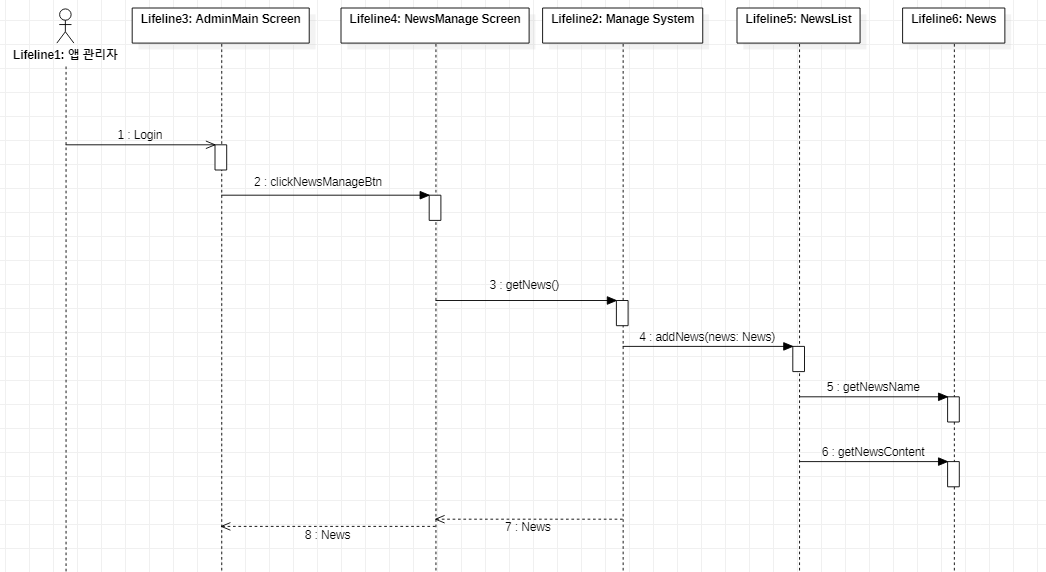 Lifeline3: AdminMain Screen
Lifeline4: NewsManage Screen
Lifeline2: Manage System
Lifeline5: NewsList
Lifeline6: News
Lifeline1: 앱 관리자
1 : Login
2 : clickNewsManageBtn
3 : getNews()
4 : addNews(news: News)
5 : getNewsName
6 : getNewsContent
7 : News
8 : News